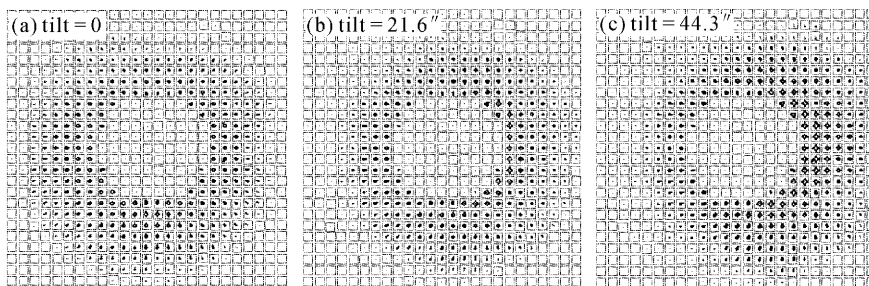 (a) tilt = 0
(b) tilt = 21.6″
(c) tilt = 44.3″